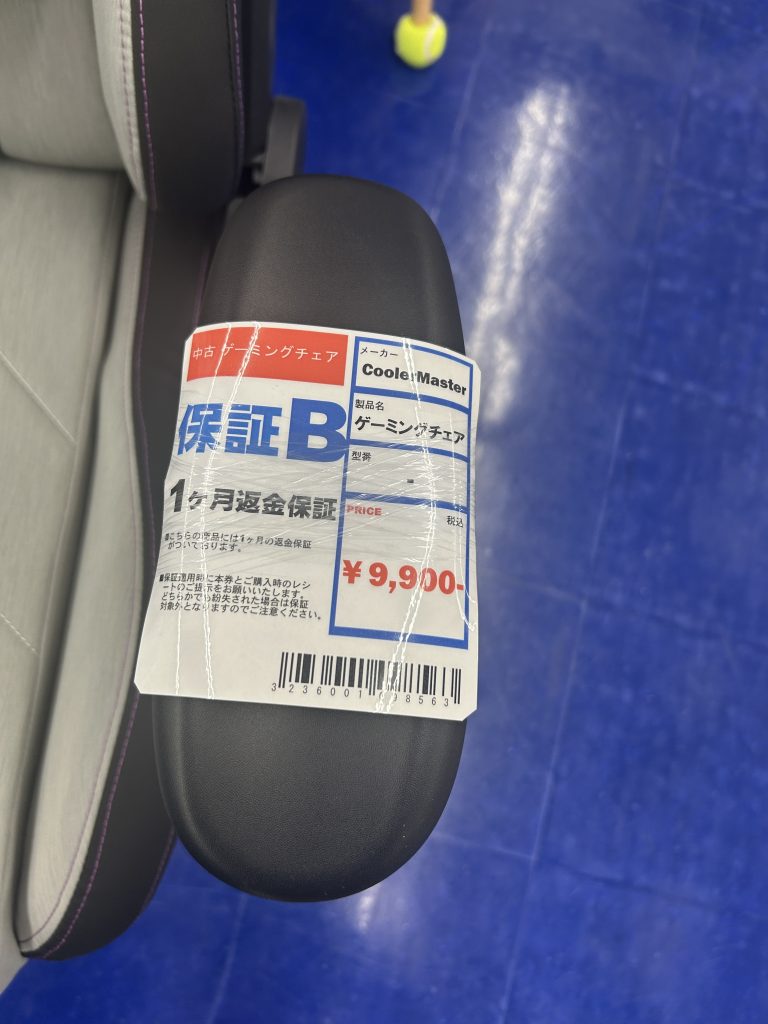 中古 ゲーミングチェア
保証B
1ヶ月返金保証
■こちらの商品には1ヶ月の返金保証
がついております。
■保証適用時に本券とご購入時のレシ
ートのご提示をお願いいたします。
どちらかでも紛失された場合は保証
対象外となりますのでご注意ください。
メーカー
CoolerMaster
製品名
ゲーミングチェア
型番
-
PRICE
税込
¥9,900-
3236001098563